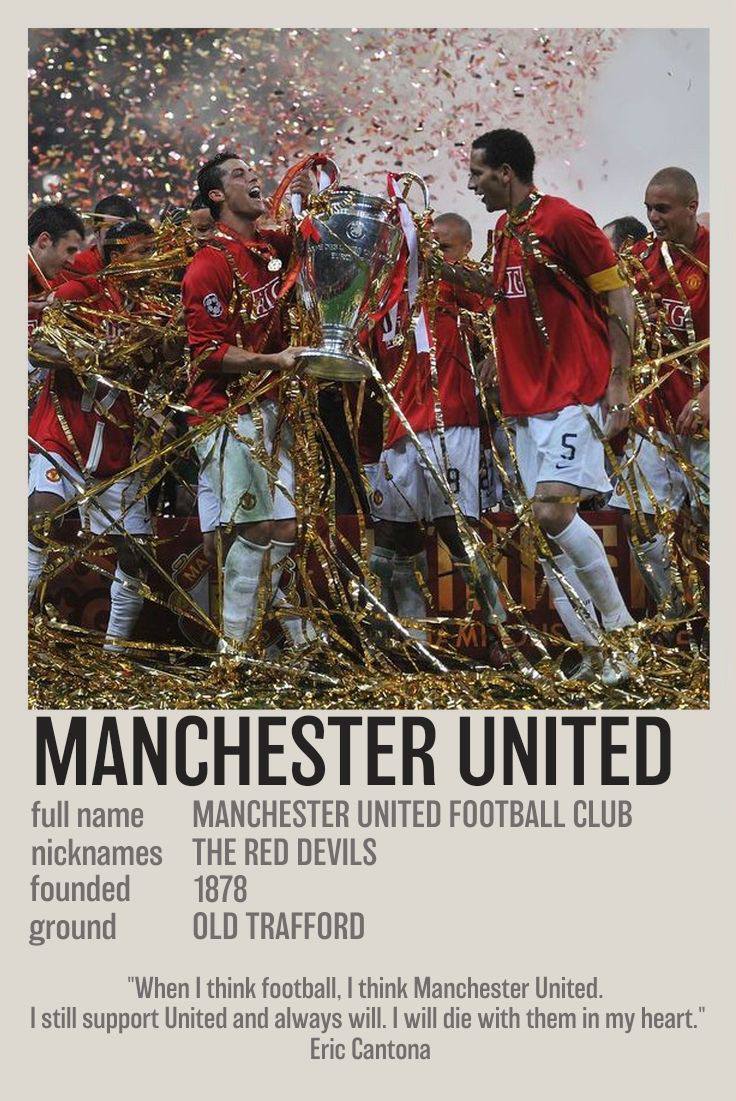 5
9
MANCHESTER UNITED
full name MANCHESTER UNITED FOOTBALL CLUB
nicknames THE RED DEVILS
founded 1878
ground OLD TRAFFORD
"When I think football, I think Manchester United.
I still support United and always will. I will die with them in my heart."
Eric Cantona